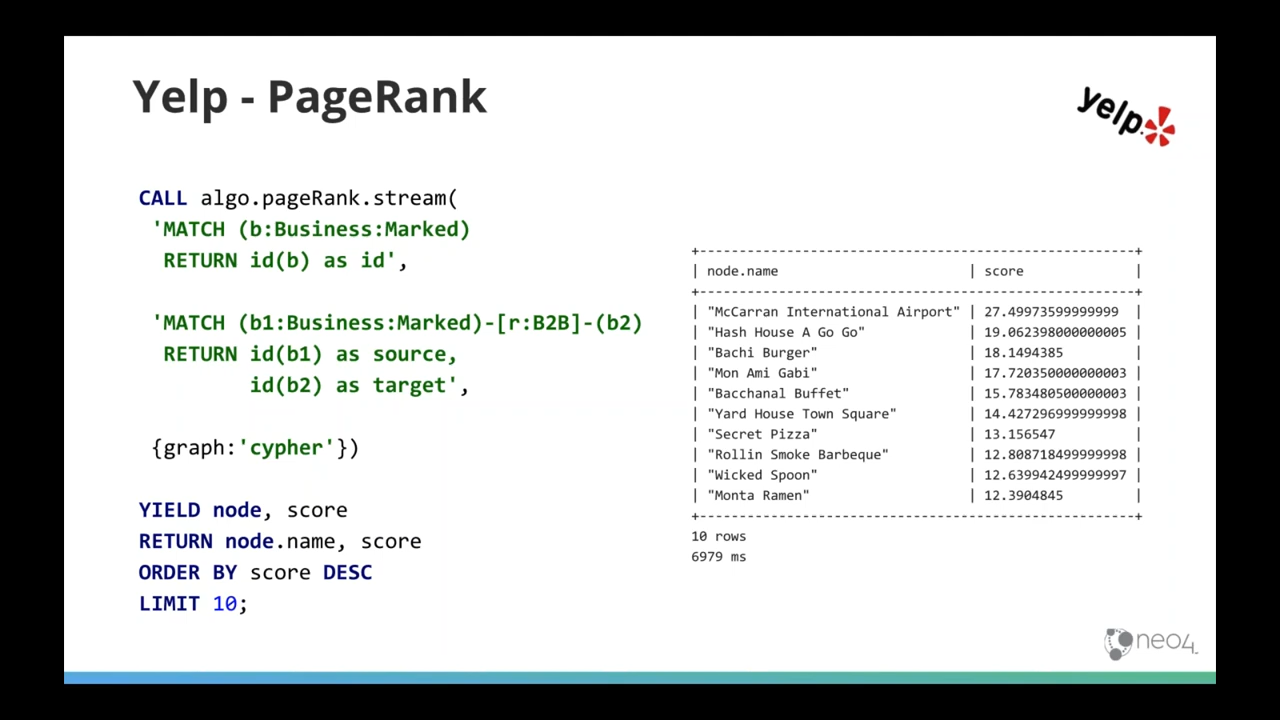 Yelp - PageRank
yelp
CALL algo.pageRank.stream(
'MATCH (b:Business:Marked)
RETURN id(b) as id',
'MATCH (b1:Business:Marked)-[r:B2B]-(b2)
RETURN id(b1) as source,
id(b2) as target',
{graph:'cypher'})
YIELD node, score
RETURN node.name, score
ORDER BY score DESC
LIMIT 10;
+----------------------------------------------------+
| node.name | score |
+----------------------------------------------------+
| "McCarran International Airport" | 27.49973599999999 |
| "Hash House A Go Go" | 19.062398000000005 |
| "Bachi Burger" | 18.1494385 |
| "Mon Ami Gabi" | 17.720350000000003 |
| "Bacchanal Buffet" | 15.783480500000003 |
| "Yard House Town Square" | 14.427296999999998 |
| "Secret Pizza" | 13.156547 |
| "Rollin Smoke Barbeque" | 12.808718499999998 |
| "Wicked Spoon" | 12.639942499999997 |
| "Monta Ramen" | 12.3904845 |
+----------------------------------------------------+
10 rows
6979 ms
neo4j